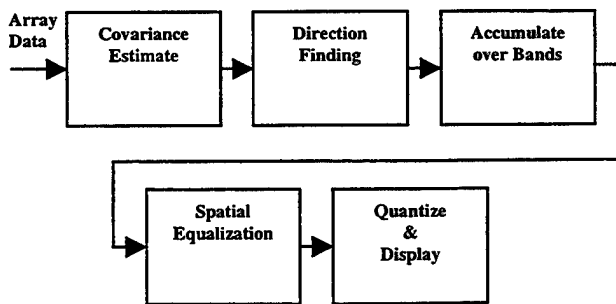 Array
Data
Covariance
Estimate
Direction
Finding
Accumulate
over Bands
Spatial
Equalization
Quantize
&
Display